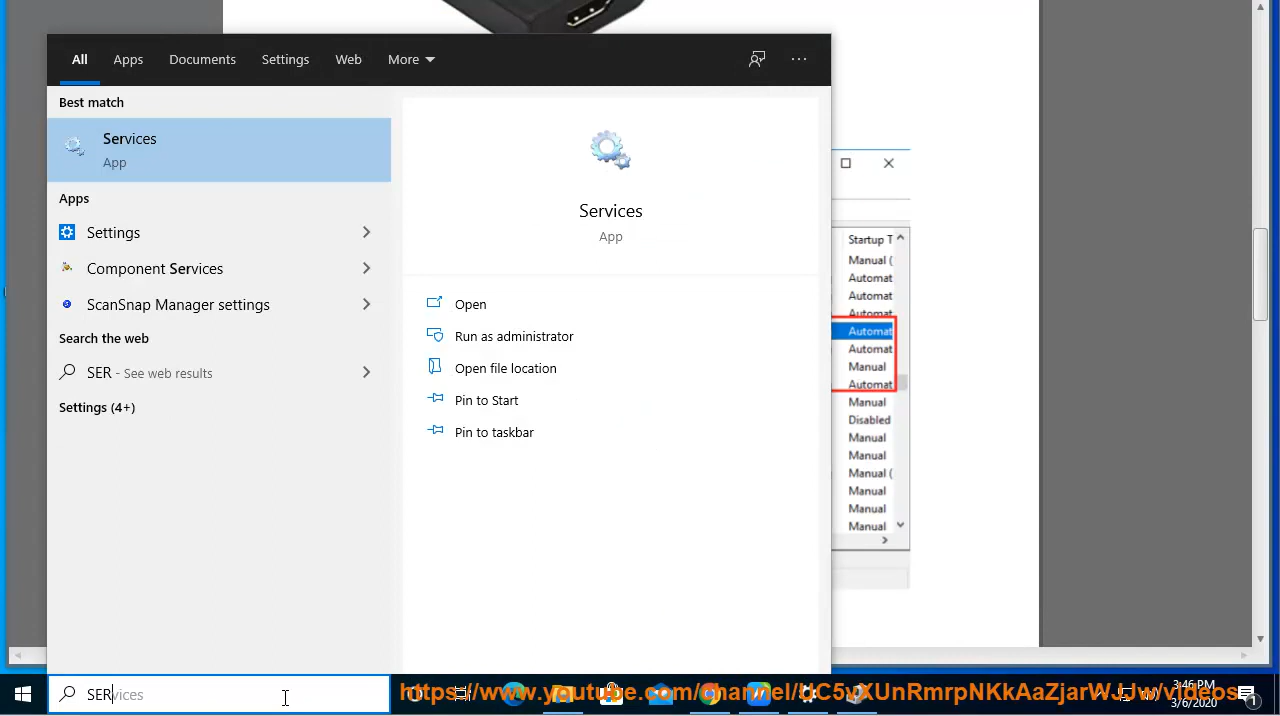 All Apps Documents Settings Web More
Best match
Services
App
Apps
Settings
Component Services
ScanSnap Manager settings
Search the web
SER - See web results
Settings (4+)
Services
App
Open
Run as administrator
Open file location
Pin to Start
Pin to taskbar
Startup T
Manual (
Automat
Automat
Automat
Automat
Automat
Manual
Automat
Manual
Disabled
Manual
Manual
Manual (
Manual
Manual
Manual
SERvices
3:46 PM
3/6/2020
1